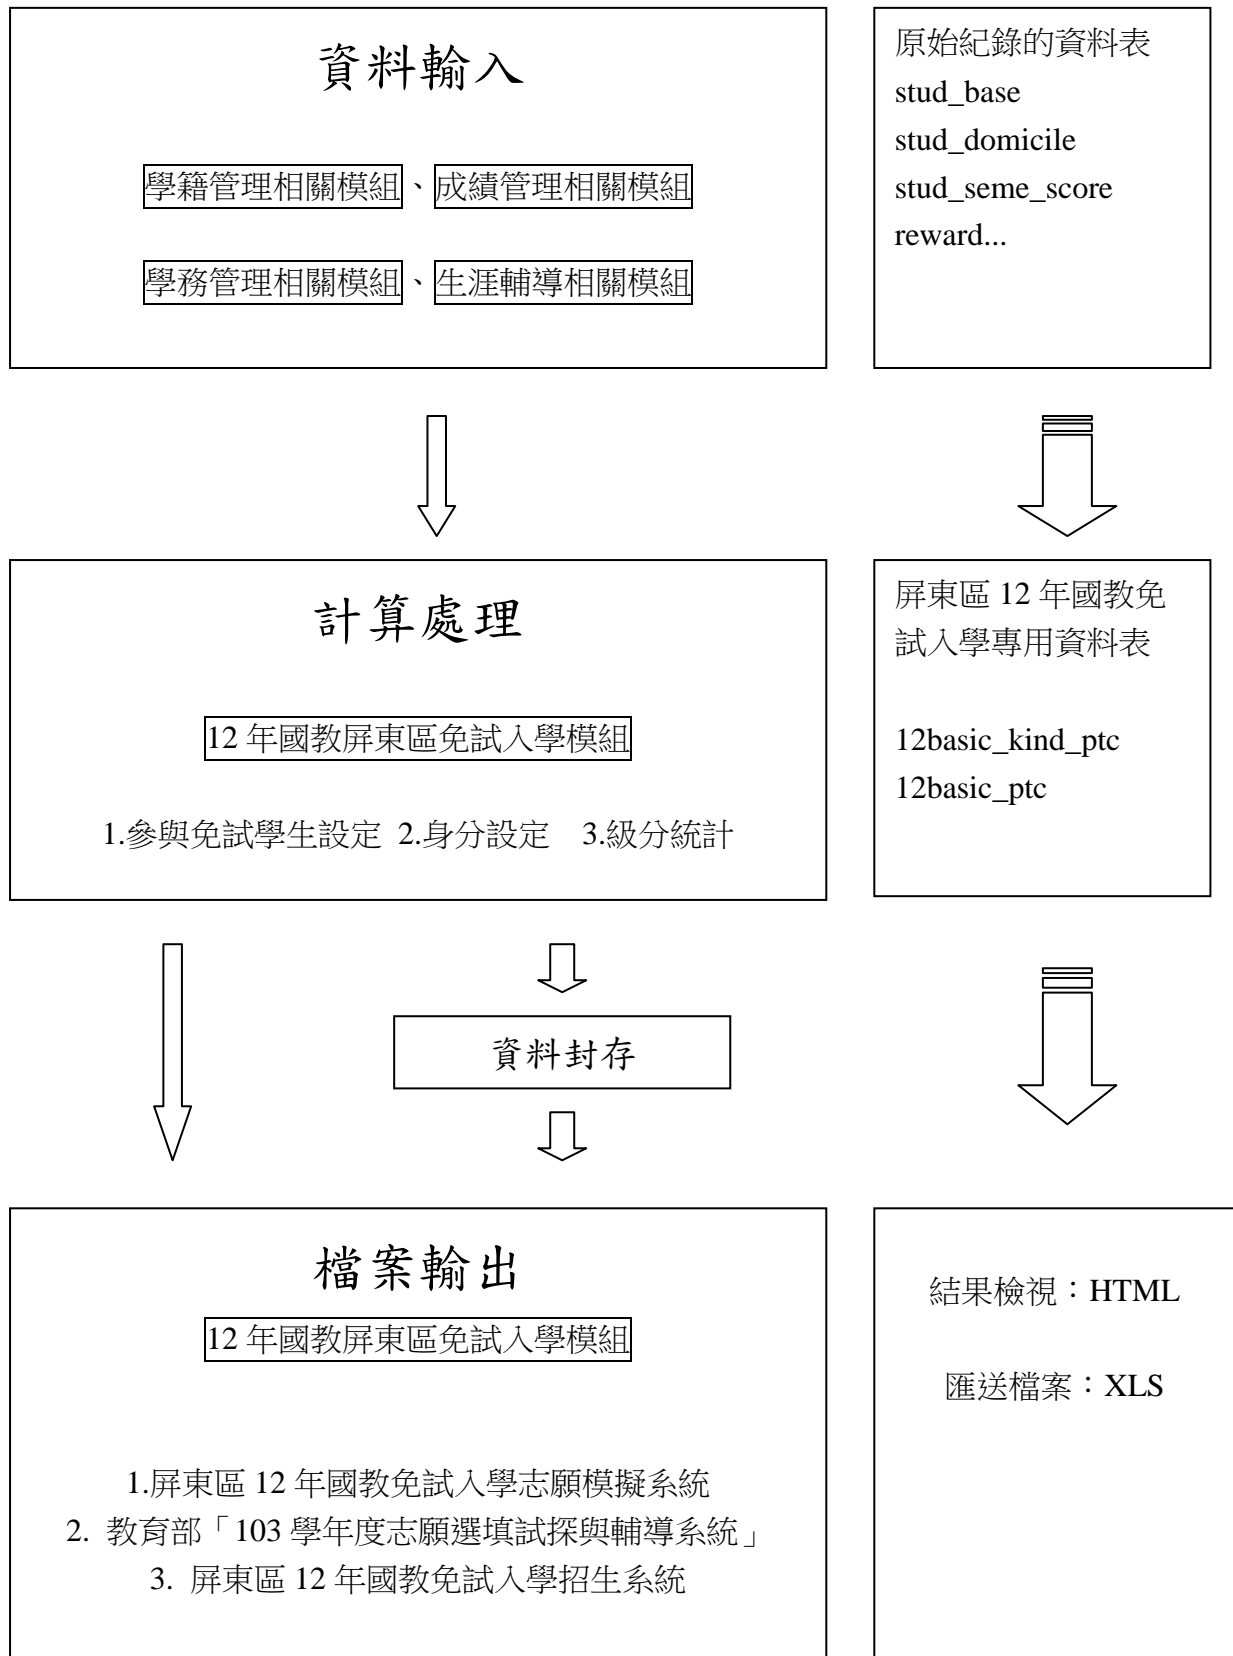 資料輸入
學籍管理相關模組、成績管理相關模組
學務管理相關模組、生涯輔導相關模組
原始紀錄的資料表
stud_base
stud_domicile
stud_seme_score
reward...
計算處理
12 年國教屏東區免試入學模組
1.參與免試學生設定 2.身分設定 3.級分統計
屏東區 12 年國教免
試入學專用資料表
12basic_kind_ptc
12basic_ptc
資料封存
檔案輸出
12 年國教屏東區免試入學模組
1.屏東區 12 年國教免試入學志願模擬系統
2. 教育部「103 學年度志願選填試探與輔導系統」
3. 屏東區 12 年國教免試入學招生系統
結果檢視：HTML
匯送檔案：XLS